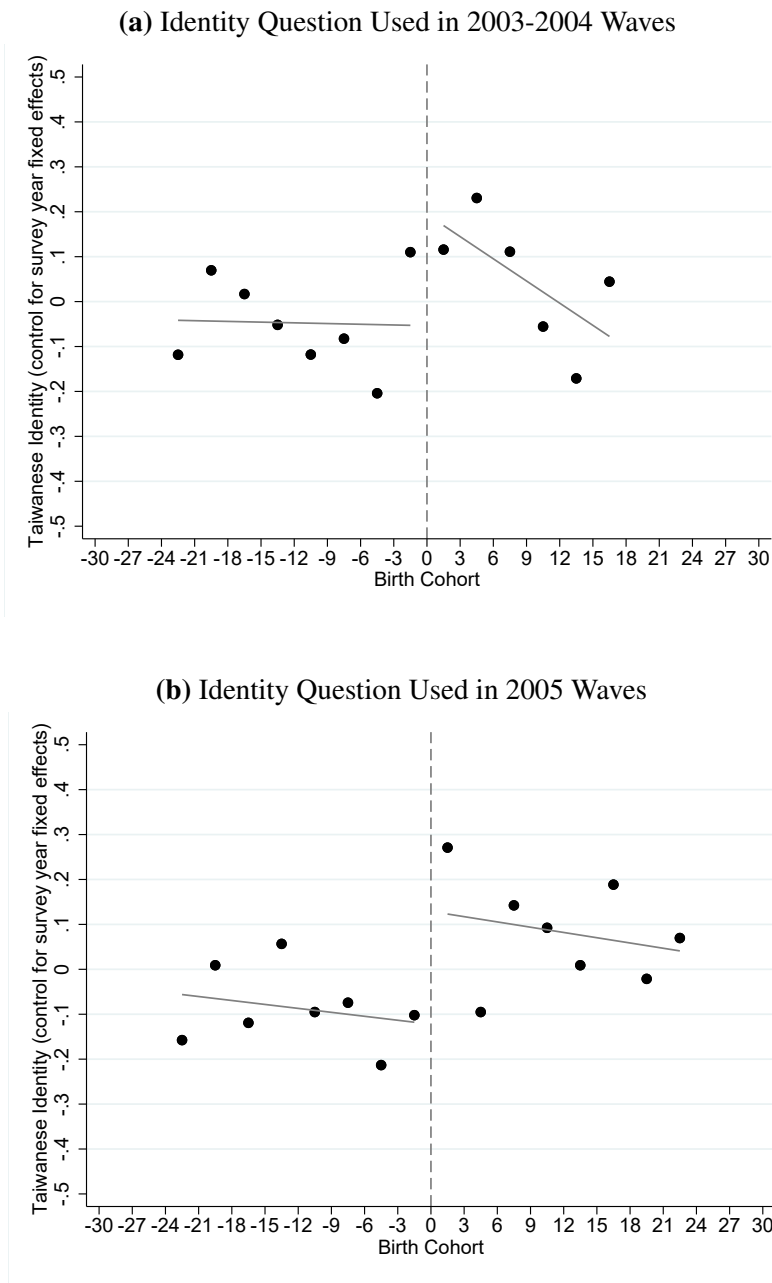 (a) Identity Question Used in 2003-2004 Waves
Taiwanese Identity (control for survey year fixed effects)
.5
.4
.3
.2
.1
0
-.1
-.2
-.3
-.4
-.5
-30 -27 -24 -21 -18 -15 -12 -9 -6 -3 0 3 6 9 12 15 18 21 24 27 30
Birth Cohort
(b) Identity Question Used in 2005 Waves
Taiwanese Identity (control for survey year fixed effects)
.5
.4
.3
.2
.1
0
-.1
-.2
-.3
-.4
-.5
-30 -27 -24 -21 -18 -15 -12 -9 -6 -3 0 3 6 9 12 15 18 21 24 27 30
Birth Cohort